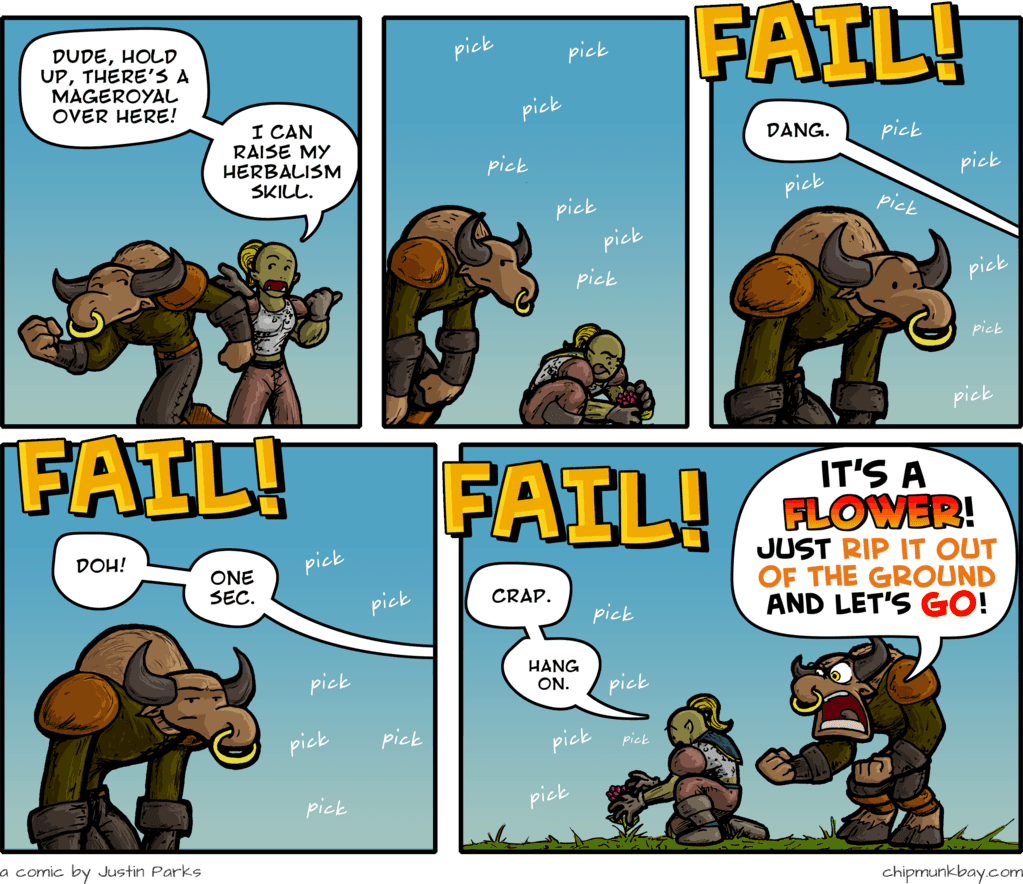 DUDE, HOLD
UP, THERE'S A
MAGEROYAL
OVER HERE!
I CAN
RAISE MY
HERBALISM
SKILL.
pick
pick
pick
pick
pick
pick
pick
FAIL!
DANG.
pick
pick
pick
pick
pick
pick
pick
FAIL!
DOH!
ONE
SEC.
pick
pick
pick
pick
pick
pick
FAIL!
CRAP.
HANG
ON.
pick
pick
pick
pick
pick
IT'S A
FLOWER!
JUST RIP IT OUT
OF THE GROUND
AND LET'S GO!
a comic by Justin Parks
chipmunkbay.com